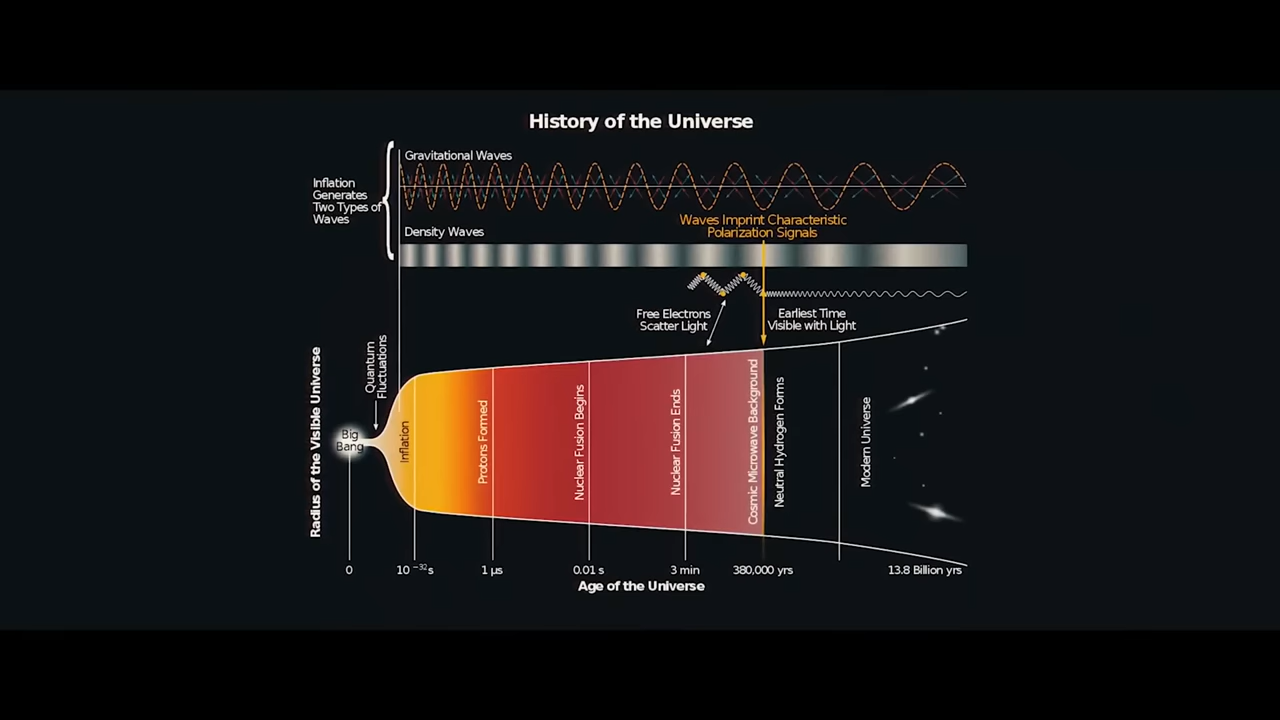 History of the Universe
Gravitational Waves
Inflation
Generates
Two Types of
Waves
Waves Imprint Characteristic
Polarization Signals
Density Waves
Free Electrons
Scatter Light
Earliest Time
Visible with Light
Radius of the Visible Universe
Quantum
Fluctuations
Big
Bang
Inflation
Protons Formed
Nuclear Fusion Begins
Nuclear Fusion Ends
Cosmic Microwave Background
Neutral Hydrogen Forms
Modern Universe
0
10⁻³²s
1 µs
0.01 s
3 min
380,000 yrs
13.8 Billion yrs
Age of the Universe